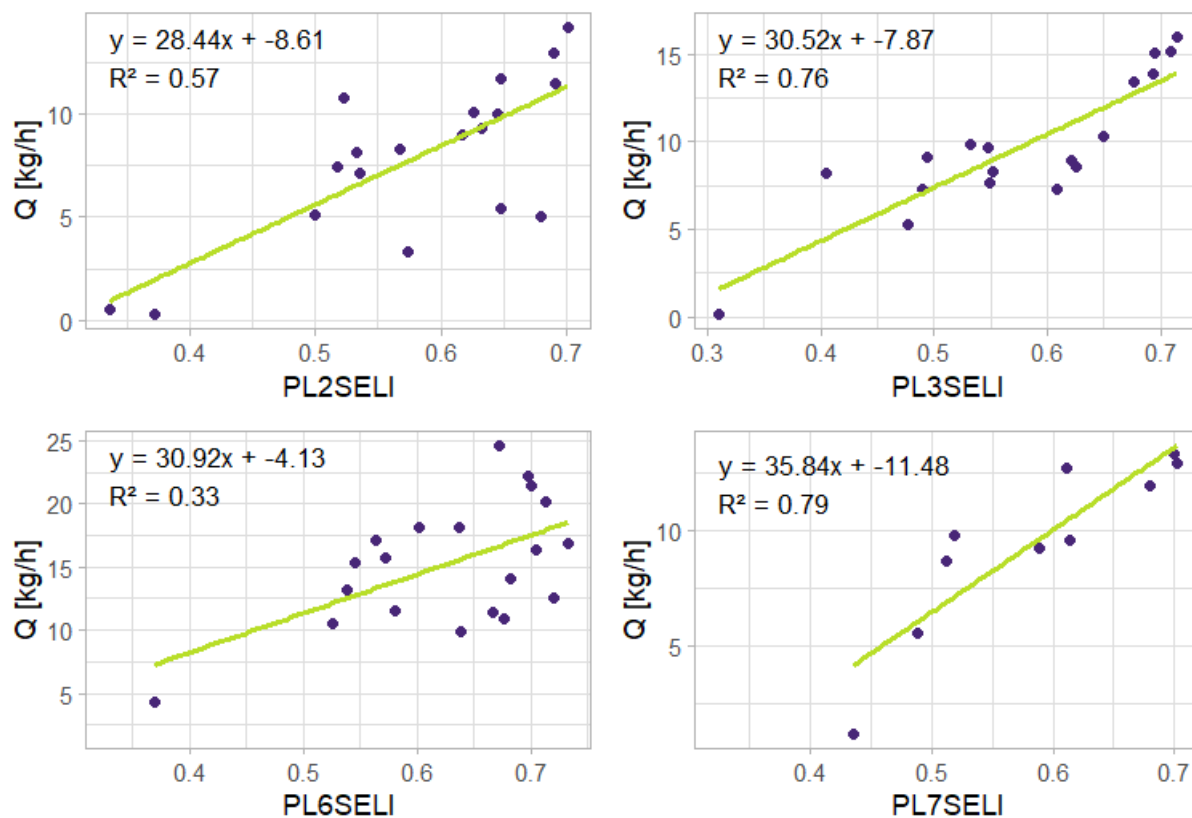 y = 28.44x + -8.61
R² = 0.57
Q [kg/h]
10
5
0
0.4 0.5 0.6 0.7
PL2SELI
y = 30.52x + -7.87
R² = 0.76
Q [kg/h]
15
10
5
0
0.3 0.4 0.5 0.6 0.7
PL3SELI
y = 30.92x + -4.13
R² = 0.33
Q [kg/h]
25
20
15
10
5
0.4 0.5 0.6 0.7
PL6SELI
y = 35.84x + -11.48
R² = 0.79
Q [kg/h]
10
5
0.4 0.5 0.6 0.7
PL7SELI